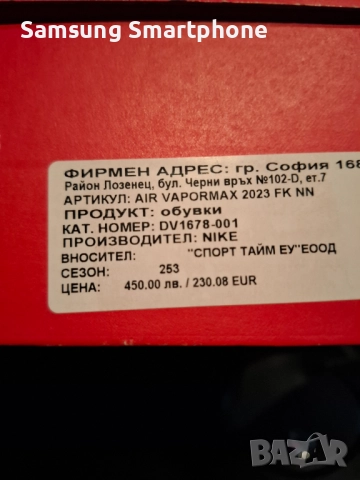 Samsung Smartphone
ФИРМЕН АДРЕС: гр. София 168
Район Лозенец, бул. Черни връх №102-D, ет.7
АРТИКУЛ: AIR VAPORMAX 2023 FK NN
ПРОДУКТ: обувки
КАТ. НОМЕР: DV1678-001
ПРОИЗВОДИТЕЛ: NIKE
ВНОСИТЕЛ: "СПОРТ ТАЙМ ЕУ"ЕООД
СЕЗОН: 253
ЦЕНА: 450.00 лв. / 230.08 EUR
BAZAR